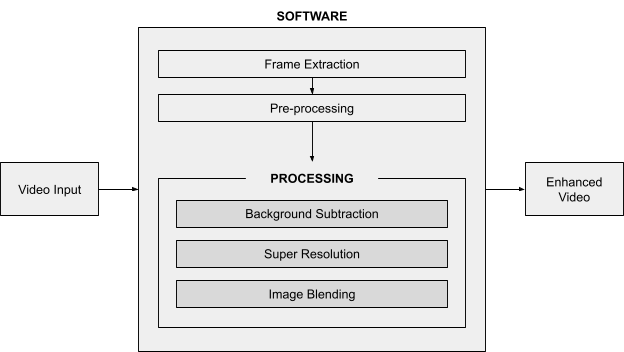 SOFTWARE
Frame Extraction
Pre-processing
Video Input
PROCESSING
Background Subtraction
Super Resolution
Image Blending
Enhanced
Video